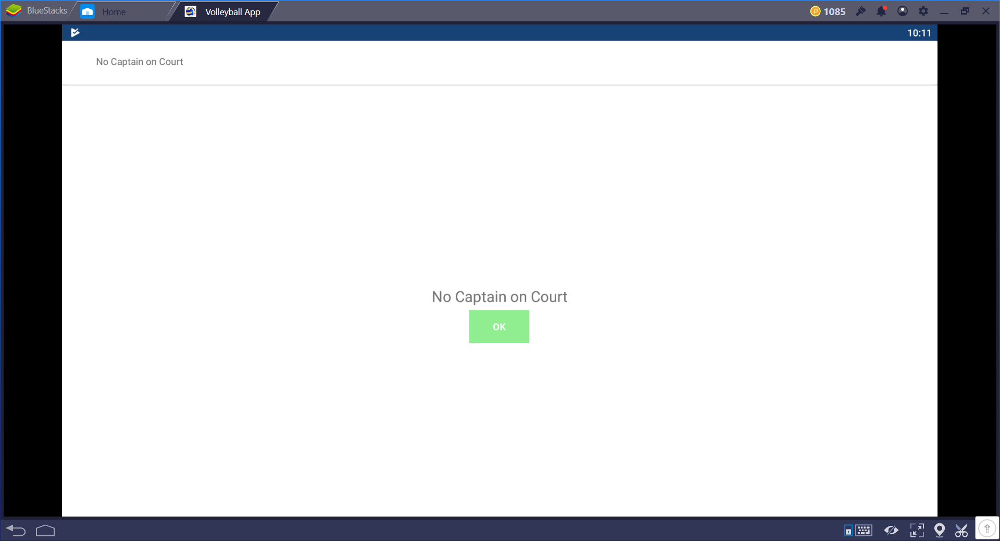 BlueStacks
Home
Volleyball App
1085
10:11
No Captain on Court
No Captain on Court
OK